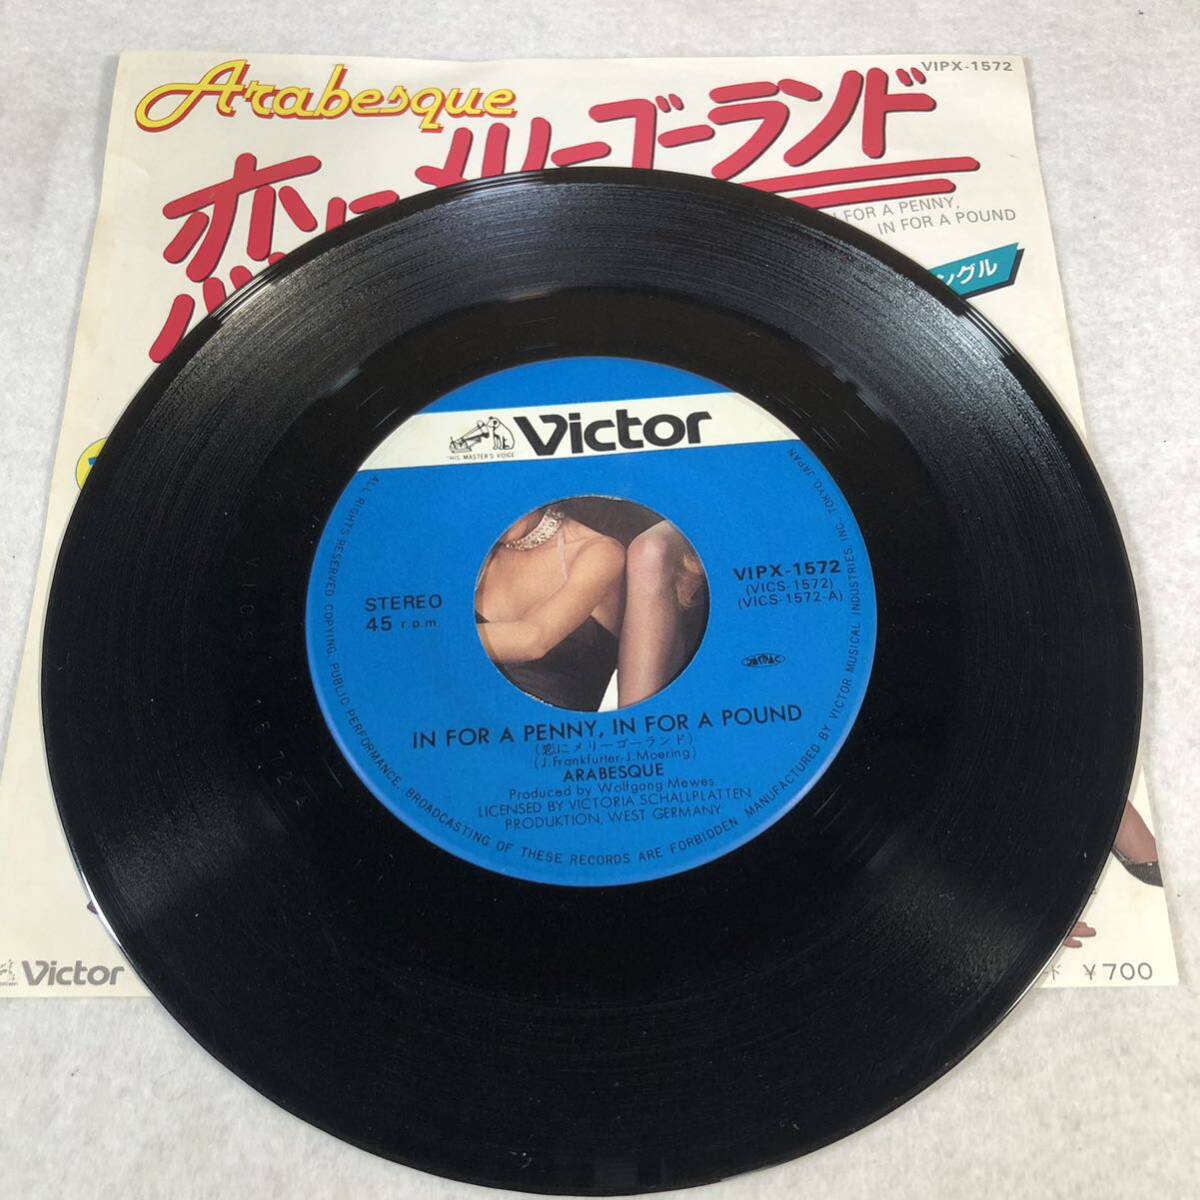 Arabesque
VIPX-1572
恋にメリーゴーランド
FOR A PENNY,
IN FOR A POUND
ングル
Victor
"HIS MASTER'S VOICE"
VIPX-1572
(VICS-1572)
(VICS-1572-A)
STEREO
45 r.p.m.
IN FOR A PENNY, IN FOR A POUND
(恋にメリーゴーランド)
(J.Frankfurter-J.Moering)
ARABESQUE
Produced by Wolfgang Mewes
LICENSED BY VICTORIA SCHALLPLATTEN
PRODUKTION, WEST GERMANY
ALL RIGHTS RESERVED COPYING, PUBLIC PERFORMANCE, BROADCASTING OF THESE RECORDS ARE FORBIDDEN MANUFACTURED BY VICTOR MUSICAL INDUSTRIES, INC. TOKYO, JAPAN
Victor
ド ¥700